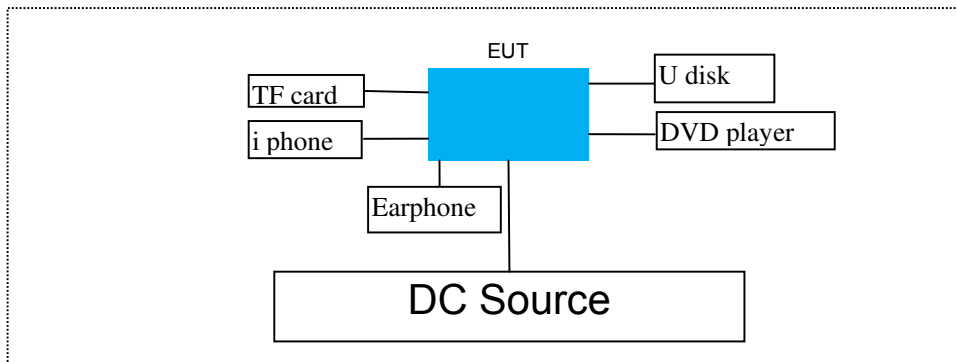 EUT
U disk
TF card
DVD player
i phone
Earphone
DC Source